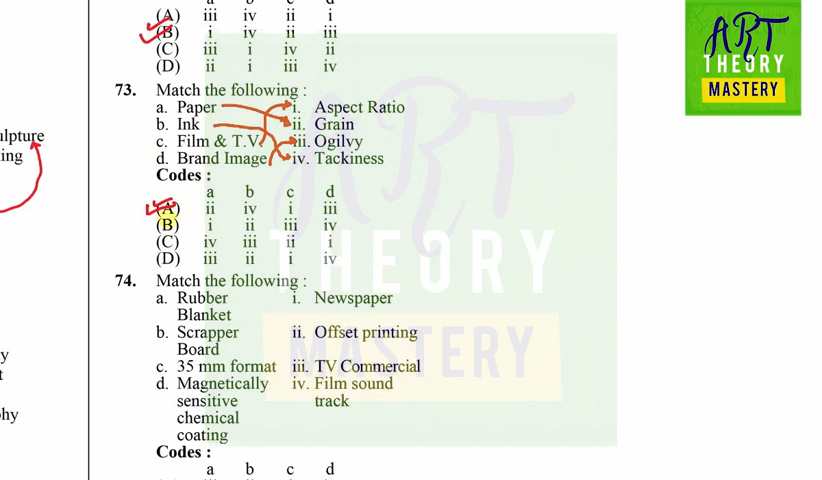 a b c d
(A) iii iv ii i
(B) i iv ii iii
(C) iii i iv ii
(D) ii i iii iv
73. Match the following :
a. Paper i. Aspect Ratio
b. Ink ii. Grain
c. Film & T.V. iii. Ogilvy
d. Brand Image iv. Tackiness
Codes :
a b c d
(A) ii iv i iii
(B) i ii iii iv
(C) iv iii ii i
(D) iii ii i iv
74. Match the following :
a. Rubber i. Newspaper
Blanket
b. Scrapper ii. Offset printing
Board
c. 35 mm format iii. TV Commercial
d. Magnetically iv. Film sound
sensitive track
chemical
coating
Codes :
a b c d
ART
THEORY
MASTERY
ART
THEORY
MASTERY